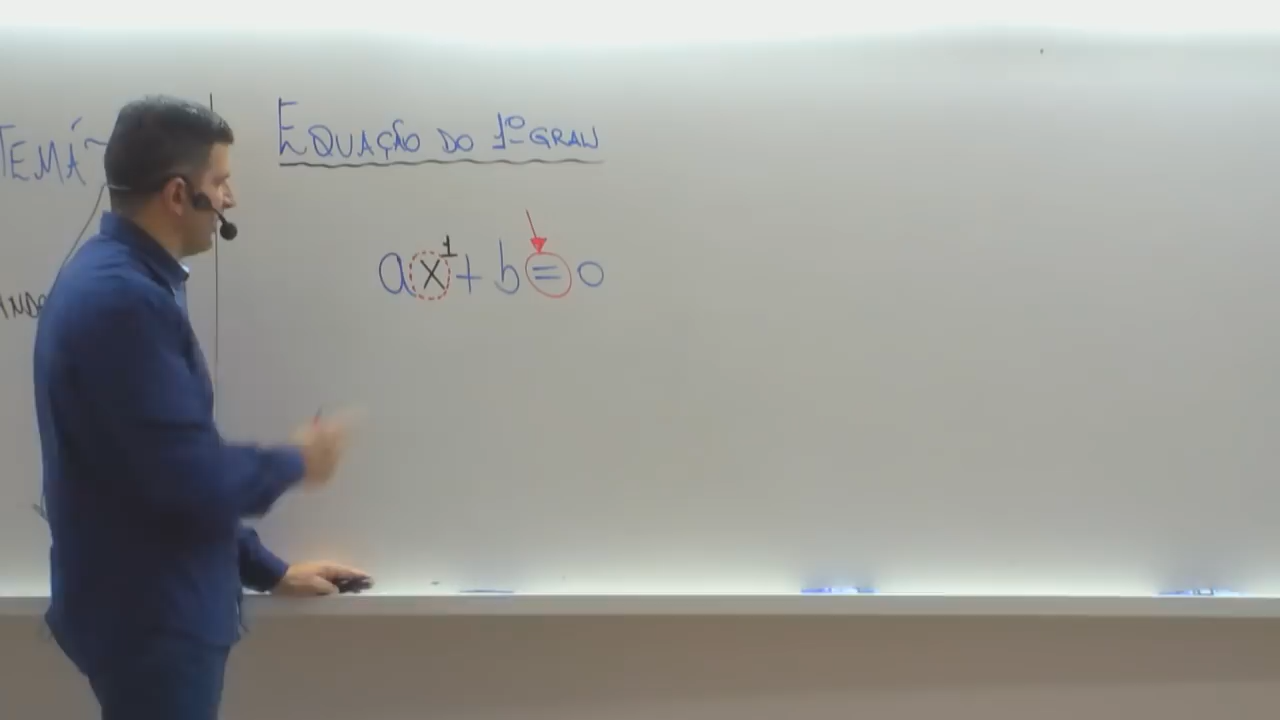 EQUAÇÃO DO 1º GRAU
ax¹ + b = 0